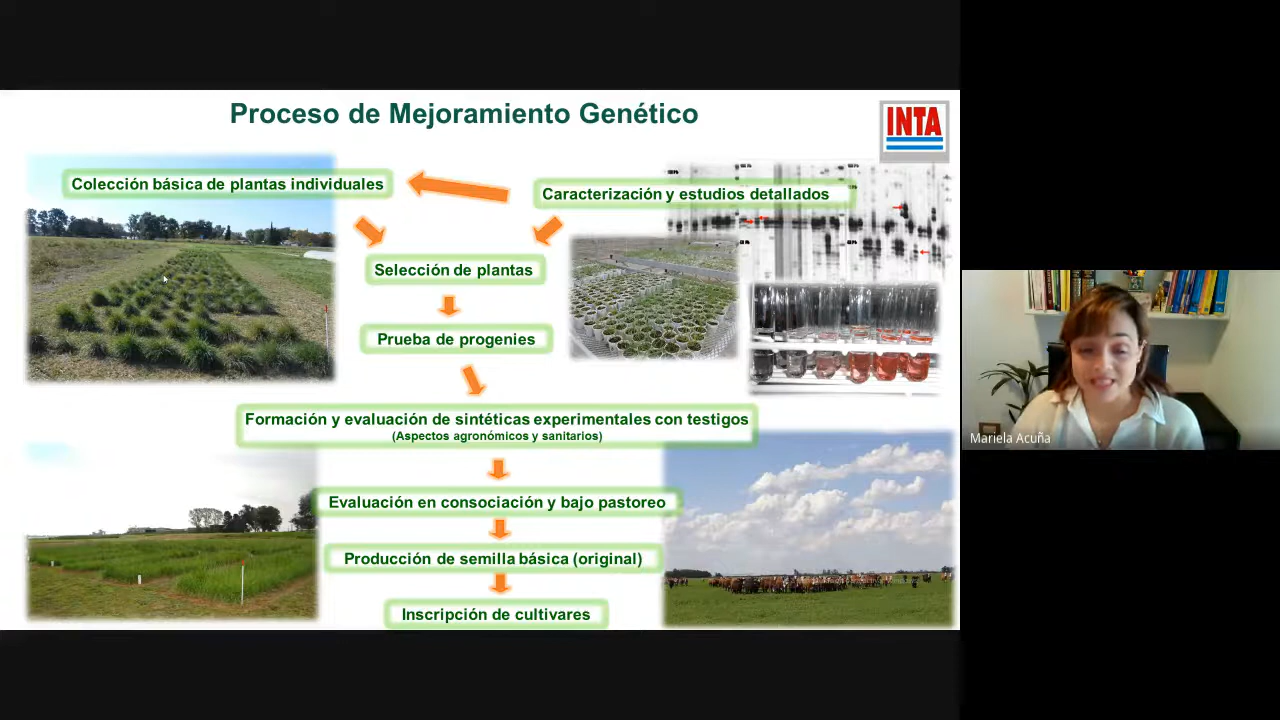 Proceso de Mejoramiento Genético
INTA
Colección básica de plantas individuales
Caracterización y estudios detallados
Selección de plantas
Prueba de progenies
Formación y evaluación de sintéticas experimentales con testigos
(Aspectos agronómicos y sanitarios)
Evaluación en consociación y bajo pastoreo
Producción de semilla básica (original)
Inscripción de cultivares
Mariela Acuña